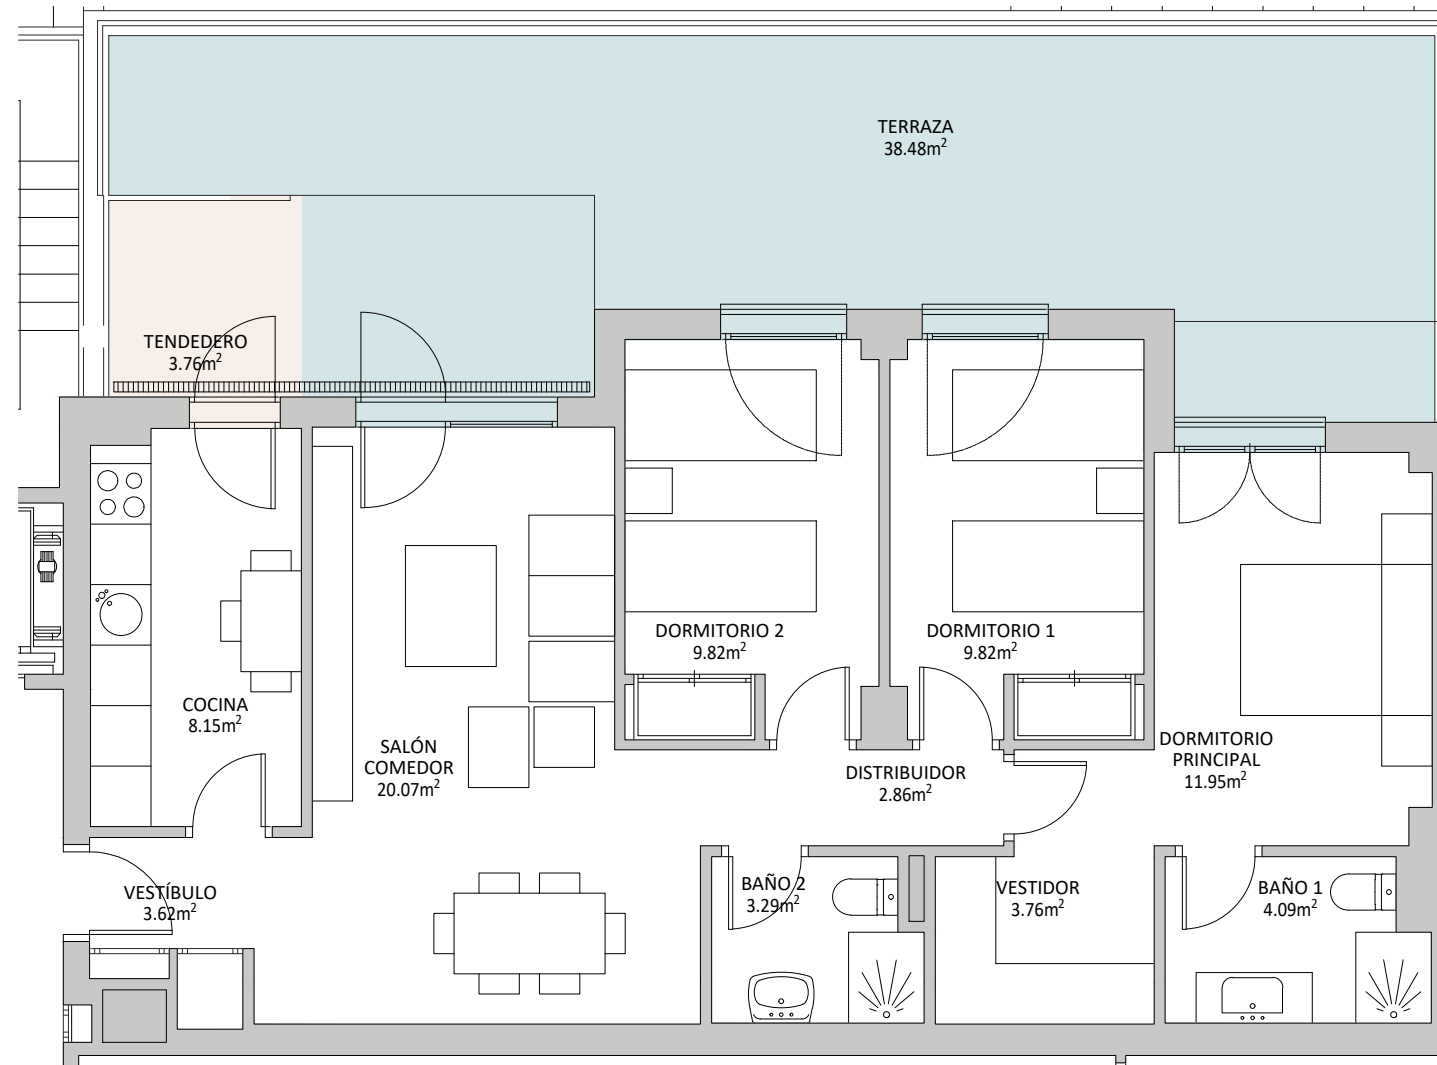 TERRAZA
38.48m²
TENDEDERO
3.76m²
DORMITORIO 2
9.82m²
DORMITORIO 1
9.82m²
COCINA
8.15m²
SALÓN
COMEDOR
20.07m²
DISTRIBUIDOR
2.86m²
DORMITORIO
PRINCIPAL
11.95m²
VESTÍBULO
3.62m²
BAÑO 2
3.29m²
VESTIDOR
3.76m²
BAÑO 1
4.09m²